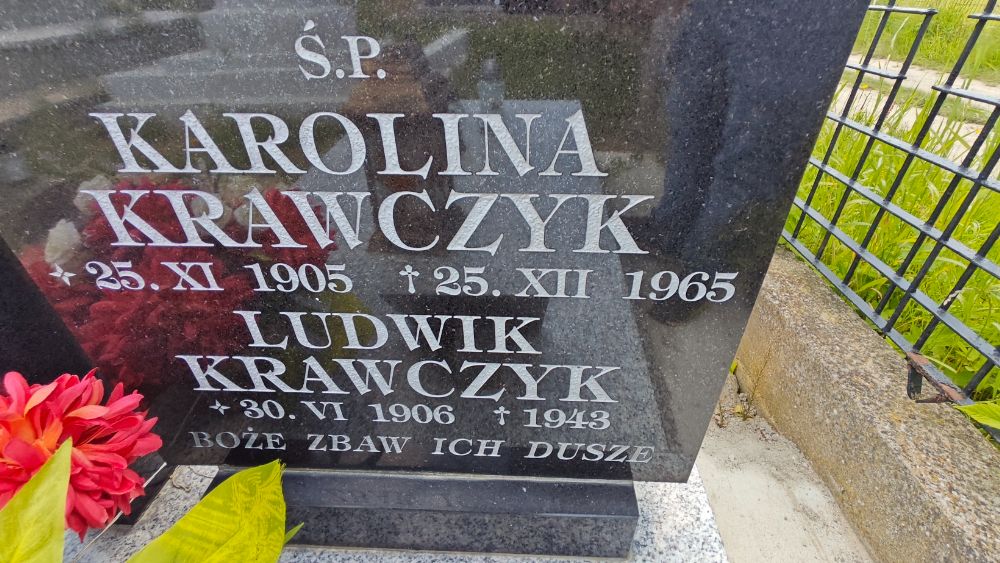 Ś.P.
KAROLINA
KRAWCZYK
✦ 25. XI 1905 ✝ 25. XII 1965
LUDWIK
KRAWCZYK
✦ 30. VI 1906 ✝ 1943
BOŻE ZBAW ICH DUSZE